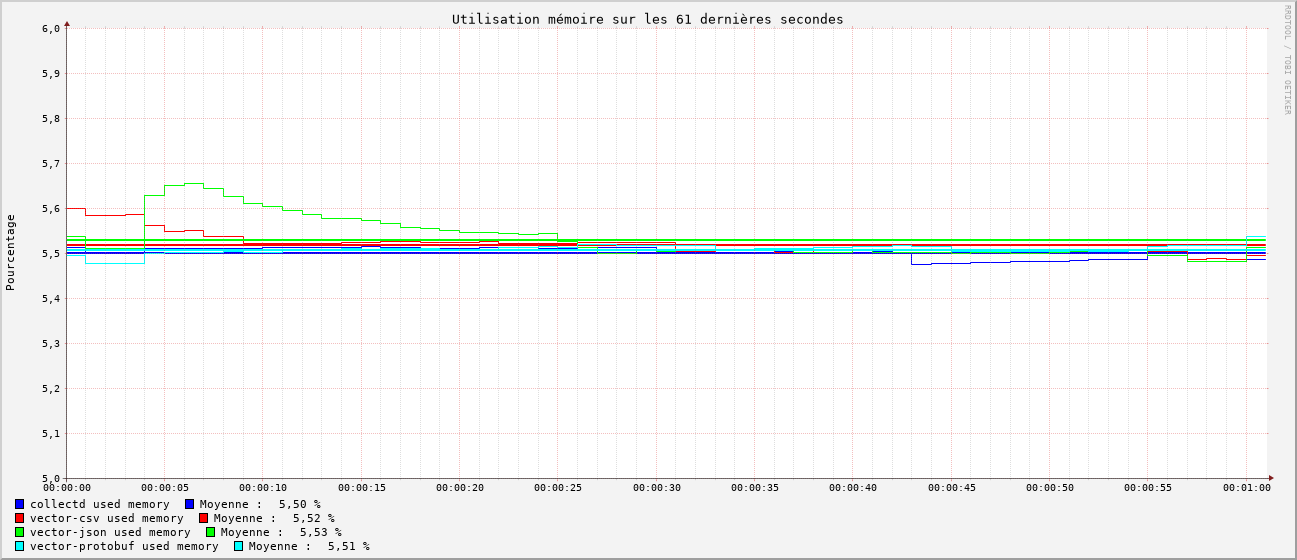 Utilisation mémoire sur les 61 dernières secondes
RRDTOOL / TOBI OETIKER
Pourcentage
6,0
5,9
5,8
5,7
5,6
5,5
5,4
5,3
5,2
5,1
5,0
00:00:00 00:00:05 00:00:10 00:00:15 00:00:20 00:00:25 00:00:30 00:00:35 00:00:40 00:00:45 00:00:50 00:00:55 00:01:00
collectd used memory Moyenne : 5,50 %
vector-csv used memory Moyenne : 5,52 %
vector-json used memory Moyenne : 5,53 %
vector-protobuf used memory Moyenne : 5,51 %